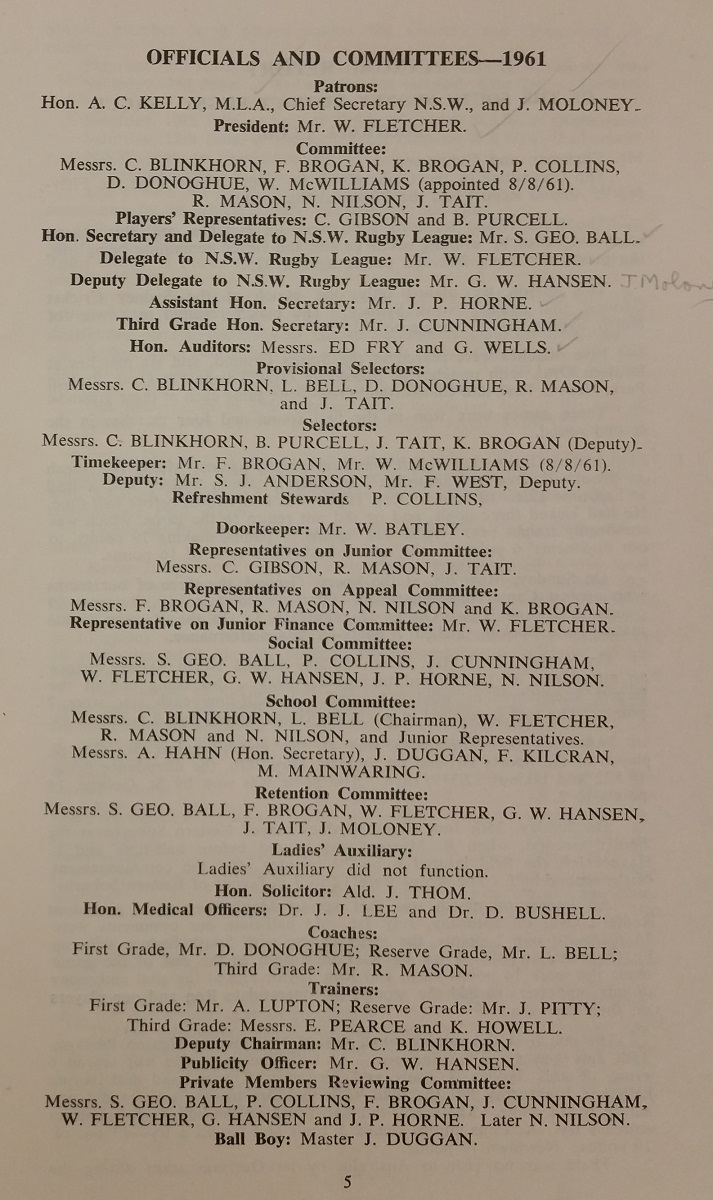 OFFICIALS AND COMMITTEES—1961
Patrons:
Hon. A. C. KELLY, M.L.A., Chief Secretary N.S.W., and J. MOLONEY.
President: Mr. W. FLETCHER.
Committee:
Messrs. C. BLINKHORN, F. BROGAN, K. BROGAN, P. COLLINS,
D. DONOGHUE, W. McWILLIAMS (appointed 8/8/61).
R. MASON, N. NILSON, J. TAIT.
Players' Representatives: C. GIBSON and B. PURCELL.
Hon. Secretary and Delegate to N.S.W. Rugby League: Mr. S. GEO. BALL.
Delegate to N.S.W. Rugby League: Mr. W. FLETCHER.
Deputy Delegate to N.S.W. Rugby League: Mr. G. W. HANSEN. J Molon
Assistant Hon. Secretary: Mr. J. P. HORNE.
Third Grade Hon. Secretary: Mr. J. CUNNINGHAM.
Hon. Auditors: Messrs. ED FRY and G. WELLS.
Provisional Selectors:
Messrs. C. BLINKHORN, L. BELL, D. DONOGHUE, R. MASON,
and J. TAIT.
Selectors:
Messrs. C. BLINKHORN, B. PURCELL, J. TAIT, K. BROGAN (Deputy).
Timekeeper: Mr. F. BROGAN, Mr. W. McWILLIAMS (8/8/61).
Deputy: Mr. S. J. ANDERSON, Mr. F. WEST, Deputy.
Refreshment Stewards P. COLLINS,
Doorkeeper: Mr. W. BATLEY.
Representatives on Junior Committee:
Messrs. C. GIBSON, R. MASON, J. TAIT.
Representatives on Appeal Committee:
Messrs. F. BROGAN, R. MASON, N. NILSON and K. BROGAN.
Representative on Junior Finance Committee: Mr. W. FLETCHER.
Social Committee:
Messrs. S. GEO. BALL, P. COLLINS, J. CUNNINGHAM,
W. FLETCHER, G. W. HANSEN, J. P. HORNE, N. NILSON.
School Committee:
Messrs. C. BLINKHORN, L. BELL (Chairman), W. FLETCHER,
R. MASON and N. NILSON, and Junior Representatives.
Messrs. A. HAHN (Hon. Secretary), J. DUGGAN, F. KILCRAN,
M. MAINWARING.
Retention Committee:
Messrs. S. GEO. BALL, F. BROGAN, W. FLETCHER, G. W. HANSEN,
J. TAIT, J. MOLONEY.
Ladies' Auxiliary:
Ladies' Auxiliary did not function.
Hon. Solicitor: Ald. J. THOM.
Hon. Medical Officers: Dr. J. J. LEE and Dr. D. BUSHELL.
Coaches:
First Grade, Mr. D. DONOGHUE; Reserve Grade, Mr. L. BELL;
Third Grade: Mr. R. MASON.
Trainers:
First Grade: Mr. A. LUPTON; Reserve Grade: Mr. J. PITTY;
Third Grade: Messrs. E. PEARCE and K. HOWELL.
Deputy Chairman: Mr. C. BLINKHORN.
Publicity Officer: Mr. G. W. HANSEN.
Private Members Reviewing Committee:
Messrs. S. GEO. BALL, P. COLLINS, F. BROGAN, J. CUNNINGHAM,
W. FLETCHER, G. HANSEN and J. P. HORNE. Later N. NILSON.
Ball Boy: Master J. DUGGAN.
5